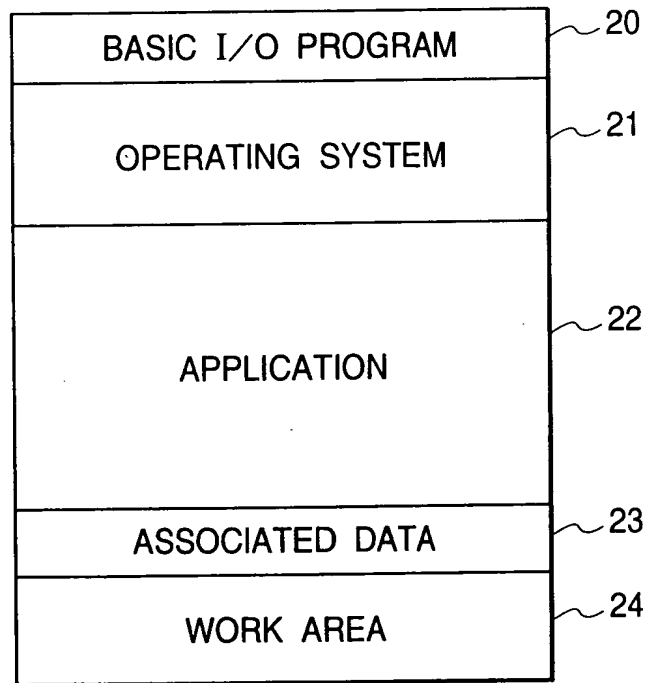 BASIC I/O PROGRAM
20
OPERATING SYSTEM
21
APPLICATION
22
ASSOCIATED DATA
23
WORK AREA
24